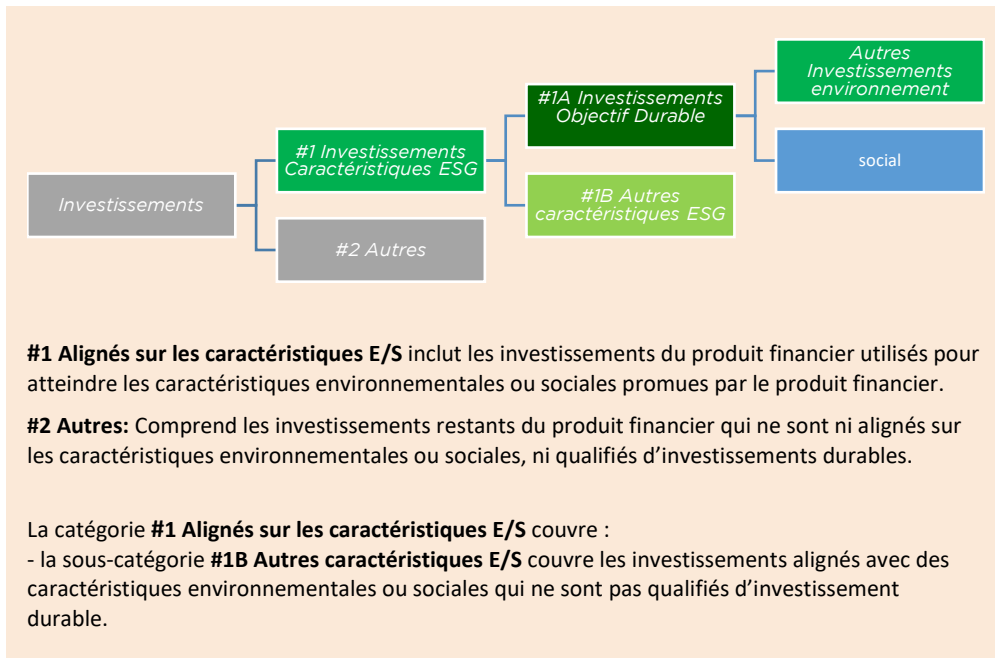 Autres
Investissements
environnement
#1A Investissements
Objectif Durable
#1 Investissements
Caractéristiques ESG
social
Investissements
#1B Autres
caractéristiques ESG
#2 Autres
#1 Alignés sur les caractéristiques E/S inclut les investissements du produit financier utilisés pour
atteindre les caractéristiques environnementales ou sociales promues par le produit financier.
#2 Autres: Comprend les investissements restants du produit financier qui ne sont ni alignés sur
les caractéristiques environnementales ou sociales, ni qualifiés d’investissements durables.
La catégorie #1 Alignés sur les caractéristiques E/S couvre :
- la sous-catégorie #1B Autres caractéristiques E/S couvre les investissements alignés avec des
caractéristiques environnementales ou sociales qui ne sont pas qualifiés d’investissement
durable.